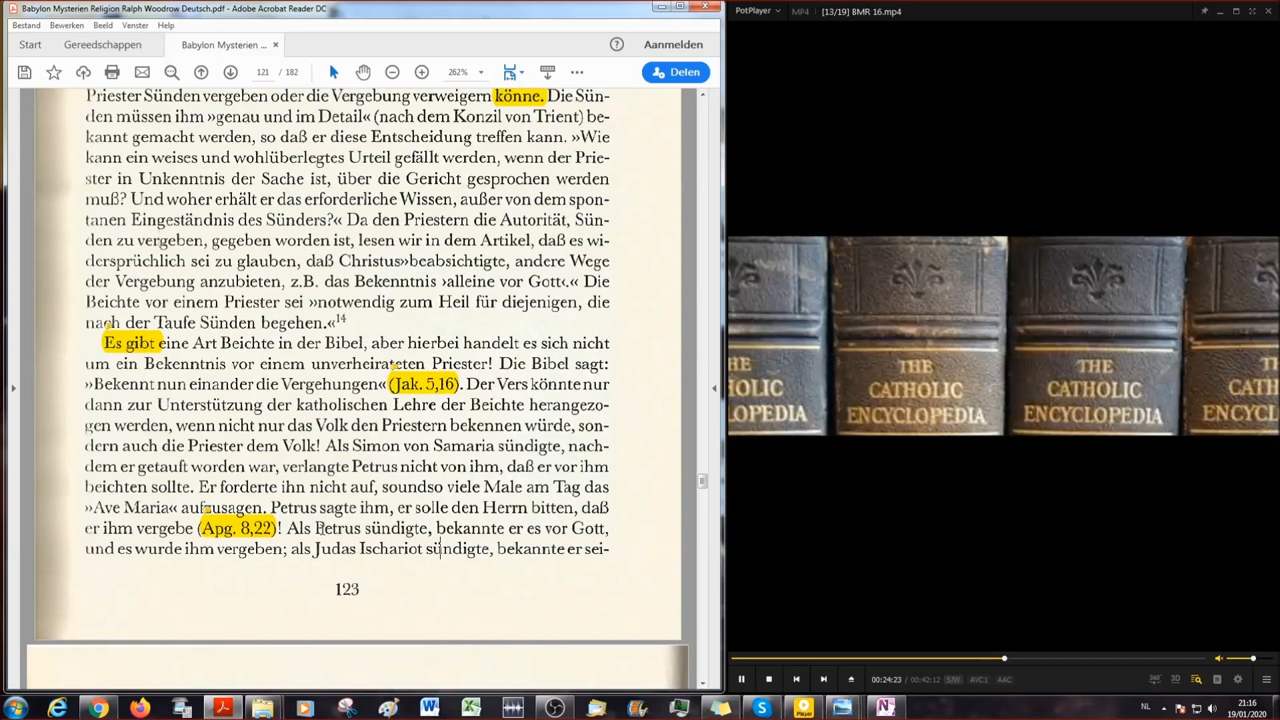 Babylon Mysterien Religion Ralph Woodrow Deutsch.pdf - Adobe Acrobat Reader DC
Bestand Bewerken Beeld Venster Help
Start Gereedschappen Babylon Mysterien ... × Aanmelden
121 / 182 262% Delen
Priester Sünden vergeben oder die Vergebung verweigern könne. Die Sün-
den müssen ihm »genau und im Detail« (nach dem Konzil von Trient) be-
kannt gemacht werden, so daß er diese Entscheidung treffen kann. »Wie
kann ein weises und wohlüberlegtes Urteil gefällt werden, wenn der Prie-
ster in Unkenntnis der Sache ist, über die Gericht gesprochen werden
muß? Und woher erhält er das erforderliche Wissen, außer von dem spon-
tanen Eingeständnis des Sünders?« Da den Priestern die Autorität, Sün-
den zu vergeben, gegeben worden ist, lesen wir in dem Artikel, daß es wi-
dersprüchlich sei zu glauben, daß Christus»beabsichtigte, andere Wege
der Vergebung anzubieten, z.B. das Bekenntnis ›alleine vor Gott‹.« Die
Beichte vor einem Priester sei »notwendig zum Heil für diejenigen, die
nach der Taufe Sünden begehen.«14
Es gibt eine Art Beichte in der Bibel, aber hierbei handelt es sich nicht
um ein Bekenntnis vor einem unverheirateten Priester! Die Bibel sagt:
»Bekennt nun einander die Vergehungen« (Jak. 5,16). Der Vers könnte nur
dann zur Unterstützung der katholischen Lehre der Beichte herangezo-
gen werden, wenn nicht nur das Volk den Priestern bekennen würde, son-
dern auch die Priester dem Volk! Als Simon von Samaria sündigte, nach-
dem er getauft worden war, verlangte Petrus nicht von ihm, daß er vor ihm
beichten sollte. Er forderte ihn nicht auf, soundso viele Male am Tag das
»Ave Maria« aufzusagen. Petrus sagte ihm, er solle den Herrn bitten, daß
er ihm vergebe (Apg. 8,22)! Als Petrus sündigte, bekannte er es vor Gott,
und es wurde ihm vergeben; als Judas Ischariot sündigte, bekannte er sei-
123
PotPlayer MP4 [13/19] BMR 16.mp4
HE
OLIC
LOPEDIA
THE
CATHOLIC
ENCYCLOPEDIA
THE
CATHOLIC
ENCYCLOPEDIA
TH
CATHO
ENCYCLO
00:24:23 / 00:42:12 S/W AVC1 AAC
360° 3D
NL 21:16
19/01/2020